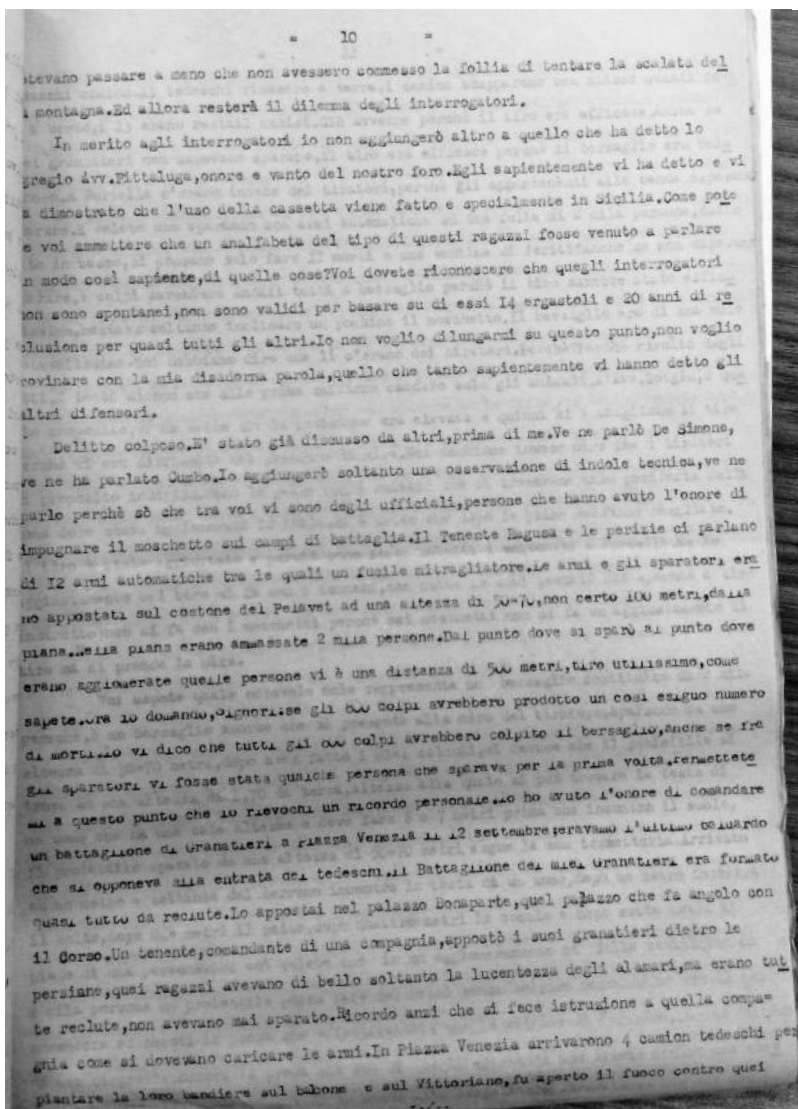 = 10 =
tevano passare a meno che non avessero commesso la follia di tentare la scalata del
montagna.Ed allora resterà il dilemma degli interrogatori.
In merito agli interrogatori io non aggiungerò altro a quello che ha detto lo
gregio Avv.Pittaluga,onore e vanto del nostro foro.Egli sapientemente vi ha detto e vi
a dimostrato che l'uso della cassetta viene fatto e specialmente in Sicilia.Come pote
e voi ammettere che un analfabeta del tipo di questi ragazzi fosse venuto a parlare
n modo così sapiente,di quelle cose?Voi dovete riconoscere che quegli interrogatori
non sono spontanei,non sono validi per basare su di essi I4 ergastoli e 20 anni di re
clusione per quasi tutti gli altri.Io non voglio dilungarmi su questo punto,non voglio
rovinare con la mia disadorna parola,quello che tanto sapientemente vi hanno detto gli
altri difensori.
Delitto colposo.E' stato già discusso da altri,prima di me.Ve ne parlò De Simone,
ve ne ha parlato Cumbo.Io aggiungerò soltanto una osservazione di indole tecnica,ve ne
parlo perchè sò che tra voi vi sono degli ufficiali,persone che hanno avuto l'onore di
impugnare il moschetto sui campi di battaglia.Il Tenente Ragusa e le perizie ci parlano
di I2 armi automatiche tra le quali un fucile mitragliatore.Le armi e gli sparatori era
no appostati sul costone del Pelavet ad una altezza di 50-70,non certo 100 metri,dalla
piana.Nella piana erano ammassate 2 mila persone.Dal punto dove si sparò al punto dove
erano agglomerate quelle persone vi è una distanza di 500 metri,tiro utilissimo,come
sapete.Ora io domando,Signori:se gli 800 colpi avrebbero prodotto un così esiguo numero
di morti.Io vi dico che tutti gli 800 colpi avrebbero colpito il bersaglio,anche se fra
gli sparatori vi fosse stata qualche persona che sparava per la prima volta.Permettete
mi a questo punto che io rievochi un ricordo personale.Io ho avuto l'onore di comandare
un battaglione di Granatieri a Piazza Venezia il 12 settembre;eravamo l'ultimo baluardo
che si opponeva alla entrata dei tedeschi.Il Battaglione dei miei Granatieri era formato
quasi tutto da reclute.Lo appostai nel palazzo Bonaparte,quel palazzo che fa angolo con
il Corso.Un tenente,comandante di una compagnia,appostò i suoi granatieri dietro le
persiane,quei ragazzi avevano di bello soltanto la lucentezza degli alamari,ma erano tut
te reclute,non avevano mai sparato.Ricordo anzi che si fece istruzione a quella compa=
gnia come si dovevano caricare le armi.In Piazza Venezia arrivarono 4 camion tedeschi per
piantare la loro bandiere sul balcone e sul Vittoriano,fu aperto il fuoco contro quei